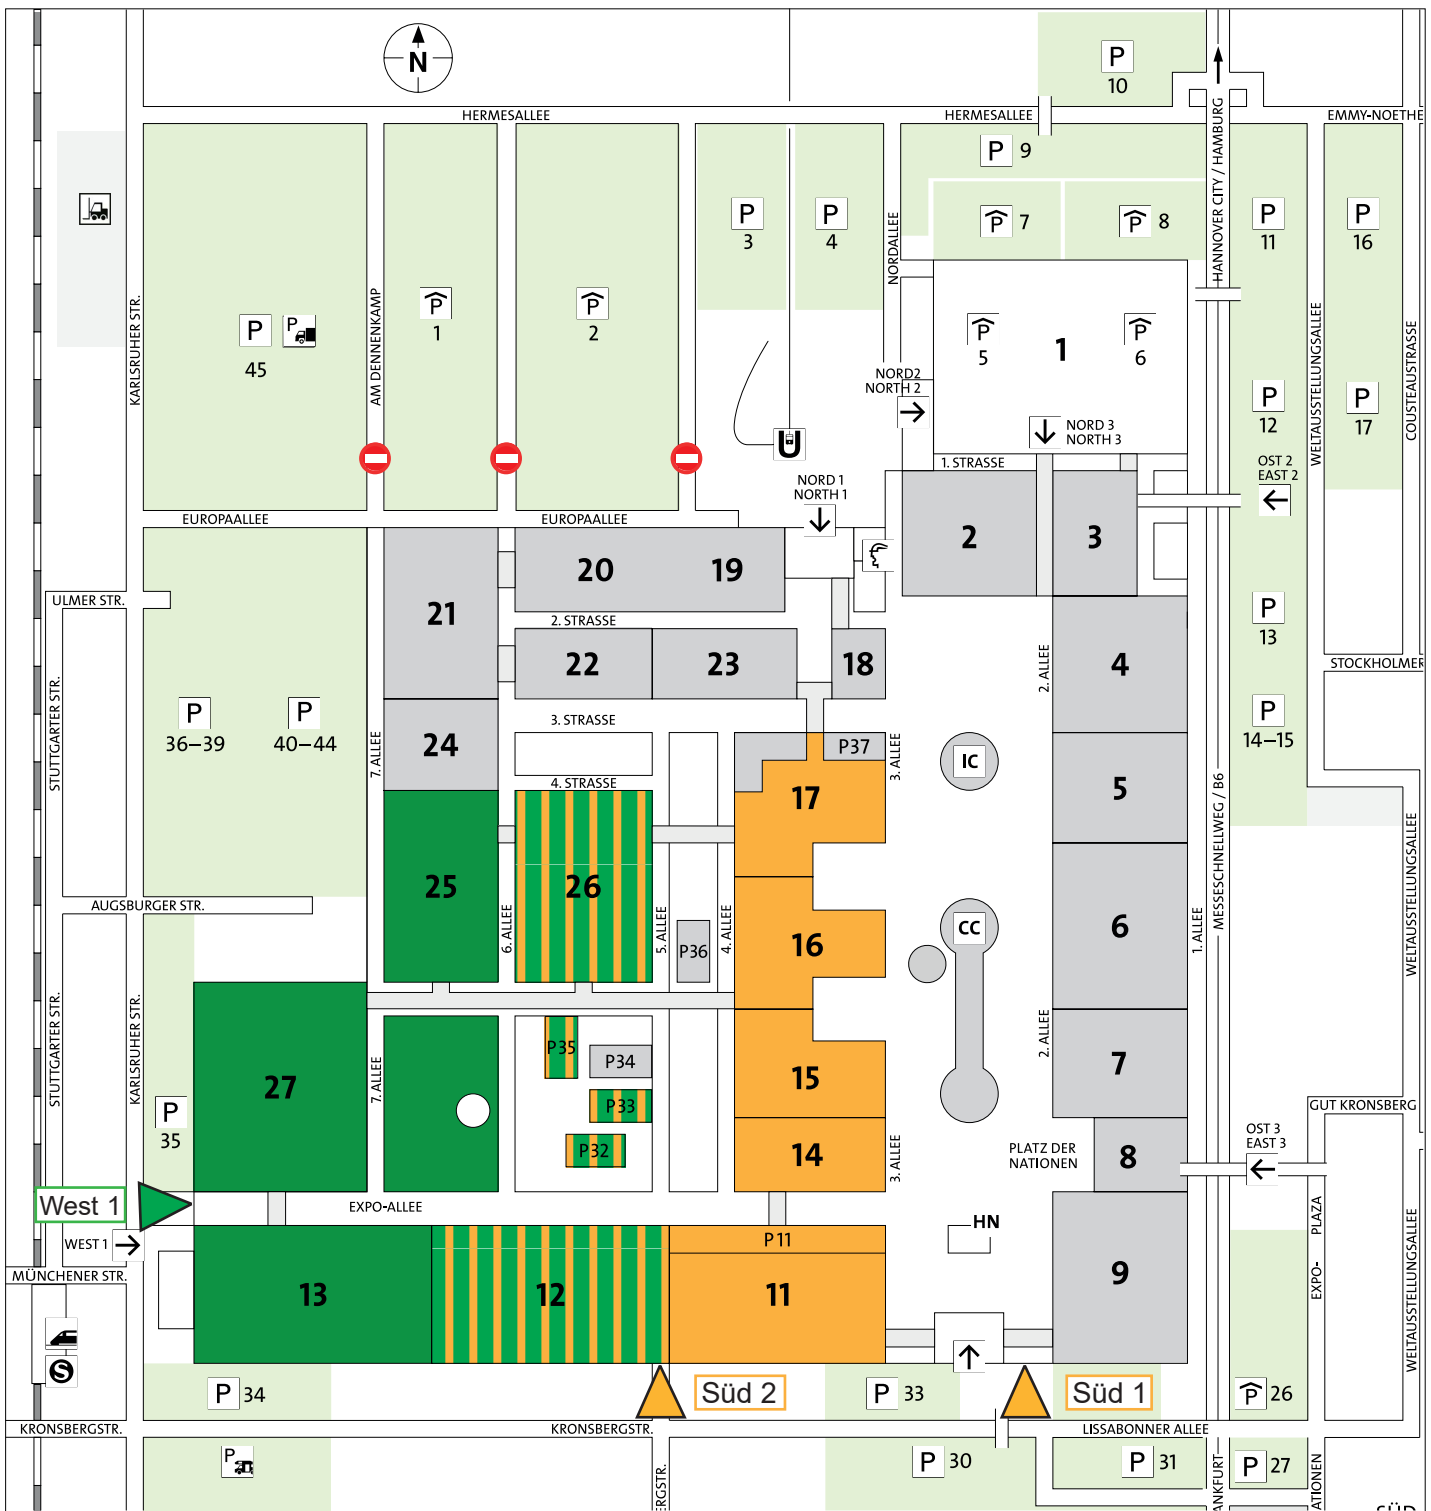 N
P
10
HERMESALLEE
HERMESALLEE
EMMY-NOETHE
P 9
P
3
P
4
P 7
P 8
P
11
P
16
NORDALLEE
HANNOVER CITY / HAMBURG
KARLSRUHER STR.
AM DENNENKAMP
P
45
P
P
1
P
2
P
5
1
P
6
WELTAUSSTELLUNGSALLEE
COUSTEAUSTRASSE
NORD2
NORTH 2
P
12
P
17
NORD 3
NORTH 3
U
1. STRASSE
OST 2
EAST 2
NORD 1
NORTH 1
EUROPAALLEE
EUROPAALLEE
2
3
20
19
21
ULMER STR.
2. STRASSE
P
13
22
23
18
2. ALLEE
4
STOCKHOLMER
STUTTGARTER STR.
P
36–39
P
40–44
3. STRASSE
P
14–15
7. ALLEE
24
P37
3. ALLEE
IC
4. STRASSE
17
5
MESSESCHNELLWEG / B6
25
26
6. ALLEE
5. ALLEE
4. ALLEE
AUGSBURGER STR.
16
CC
6
1. ALLEE
WELTAUSSTELLUNGSALLEE
P36
STUTTGARTER STR.
KARLSRUHER STR.
27
7. ALLEE
P35
P34
P33
P32
15
2. ALLEE
7
P
35
GUT KRONSBERG
14
3. ALLEE
PLATZ DER
NATIONEN
8
OST 3
EAST 3
West 1
EXPO-ALLEE
WEST 1
HN
P 11
EXPO-
PLAZA
WELTAUSSTELLUNGSALLEE
MÜNCHENER STR.
13
12
11
9
S
P 34
Süd 2
P 33
Süd 1
P 26
KRONSBERGSTR.
KRONSBERGSTR.
LISSABONNER ALLEE
P
P 30
P 31
P 27
ERGSTR.
ANKFURT
ATIONEN